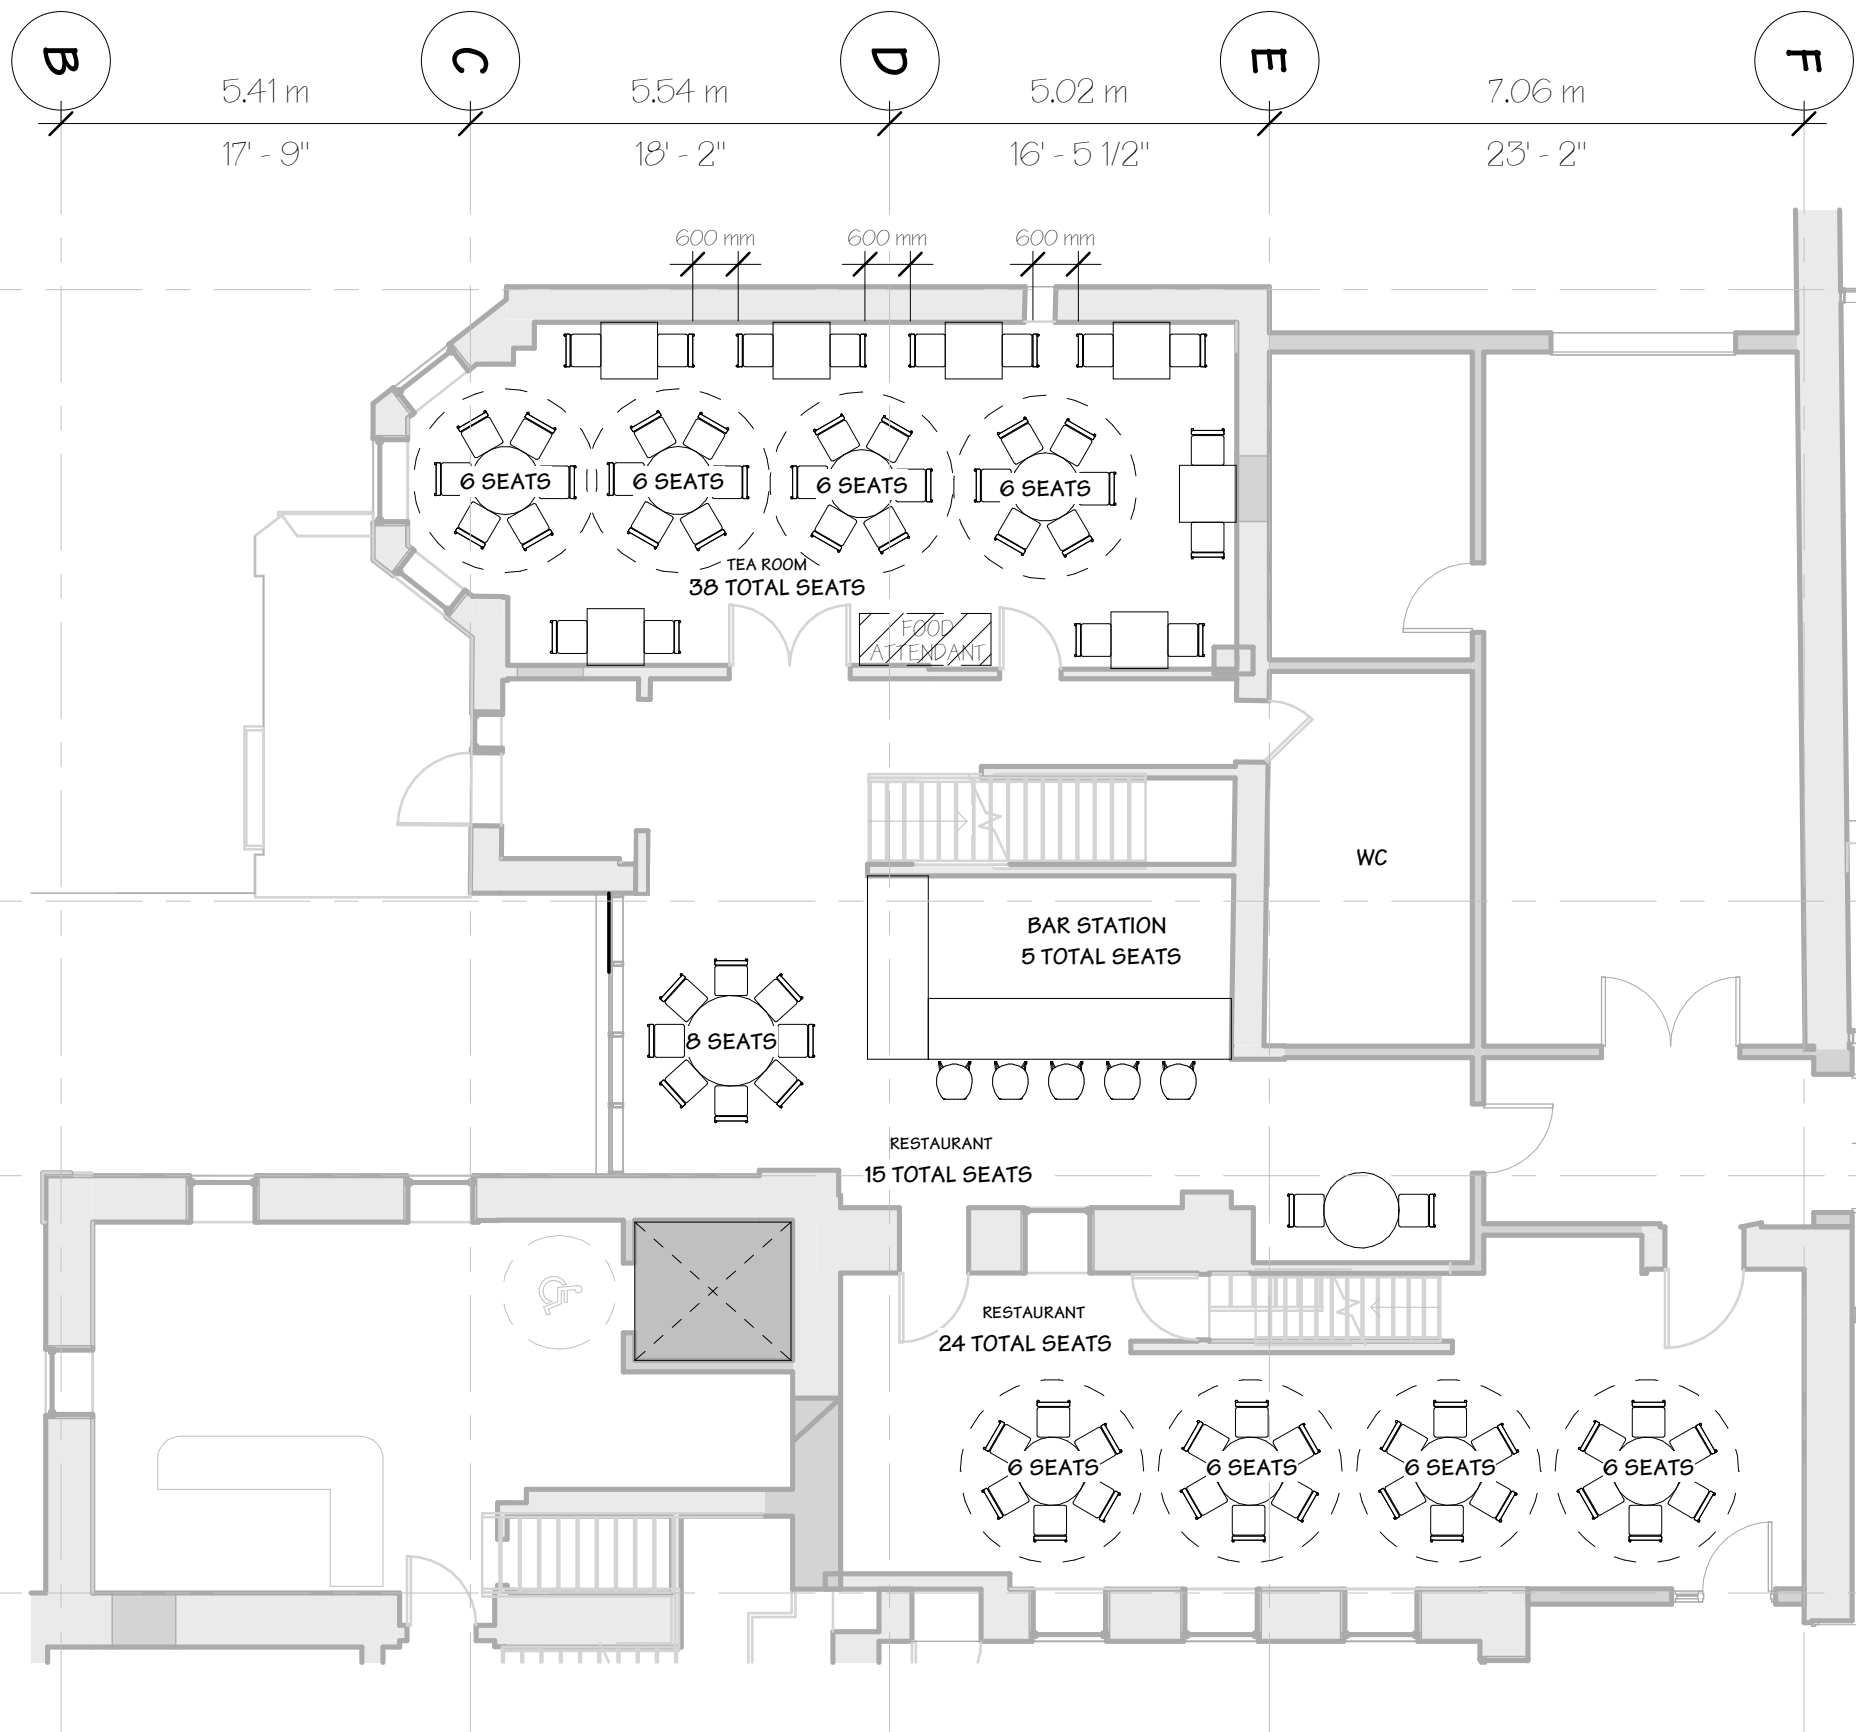 B
C
D
E
F
5.41 m
5.54 m
5.02 m
7.06 m
17' - 9"
18' - 2"
16' - 5 1/2"
23' - 2"
600 mm
600 mm
600 mm
6 SEATS
6 SEATS
6 SEATS
6 SEATS
TEA ROOM
38 TOTAL SEATS
FOOD
ATTENDANT
WC
BAR STATION
5 TOTAL SEATS
8 SEATS
RESTAURANT
15 TOTAL SEATS
RESTAURANT
24 TOTAL SEATS
6 SEATS
6 SEATS
6 SEATS
6 SEATS